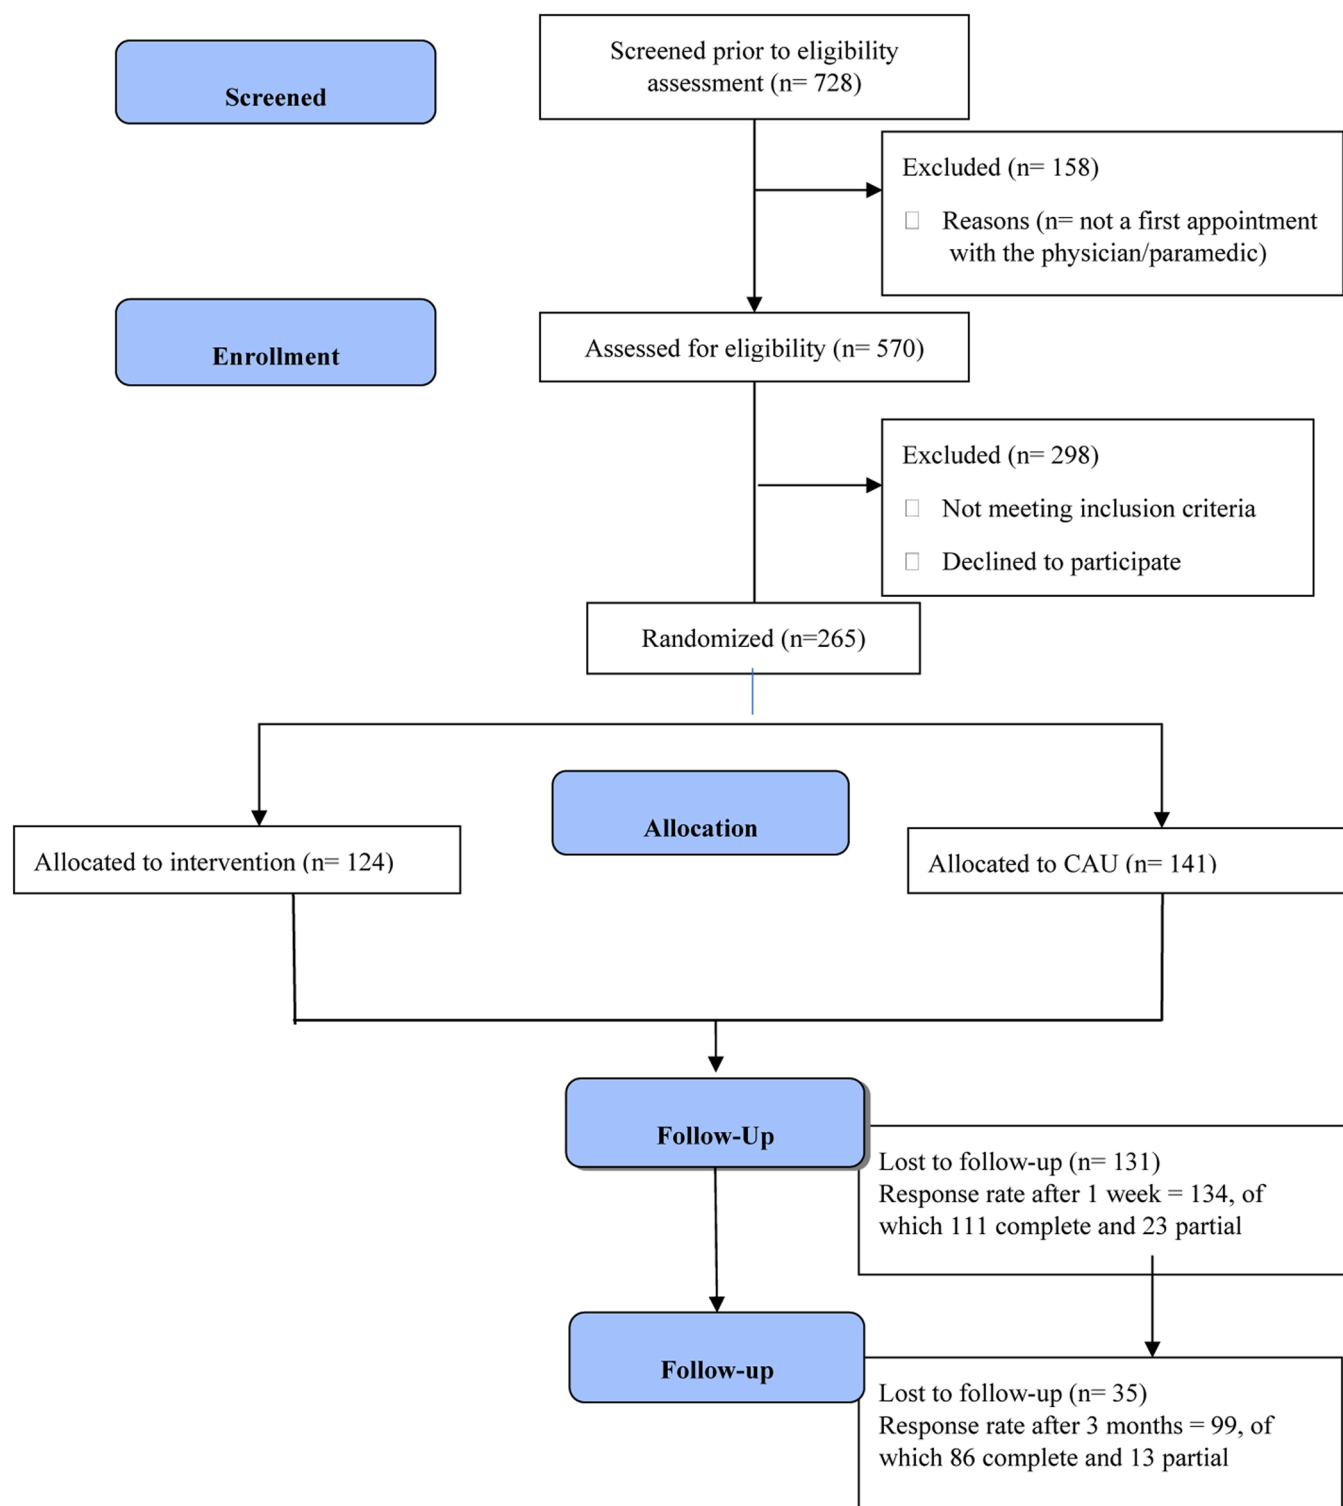 Screened prior to eligibility
assessment (n= 728)
Screened
Excluded (n= 158)
Reasons (n= not a first appointment
with the physician/paramedic)
Enrollment
Assessed for eligibility (n= 570)
Excluded (n= 298)
Not meeting inclusion criteria
Declined to participate
Randomized (n=265)
Allocation
Allocated to intervention (n= 124)
Allocated to CAU (n= 141)
Follow-Up
Lost to follow-up (n= 131)
Response rate after 1 week = 134, of
which 111 complete and 23 partial
Follow-up
Lost to follow-up (n= 35)
Response rate after 3 months = 99, of
which 86 complete and 13 partial